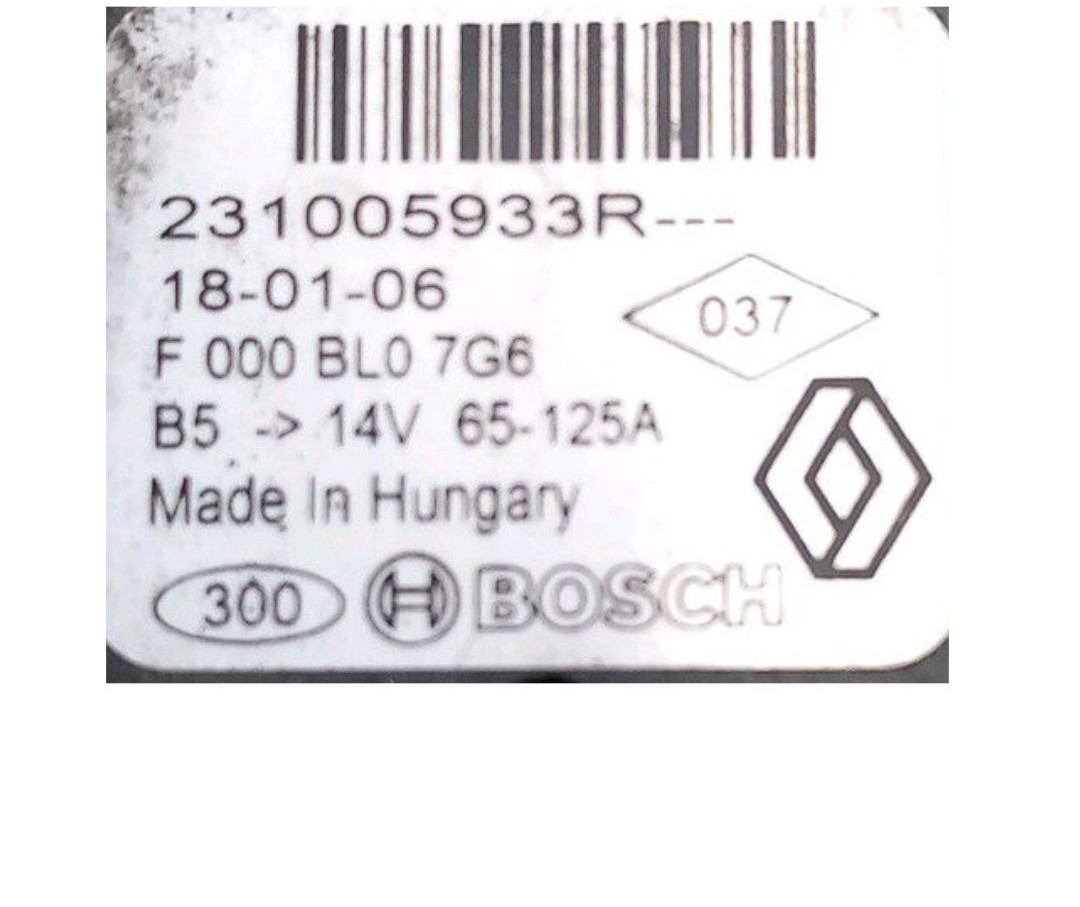 231005933R---
18-01-06
037
F 000 BL0 7G6
B5 -> 14V 65-125A
Made In Hungary
300 BOSCH